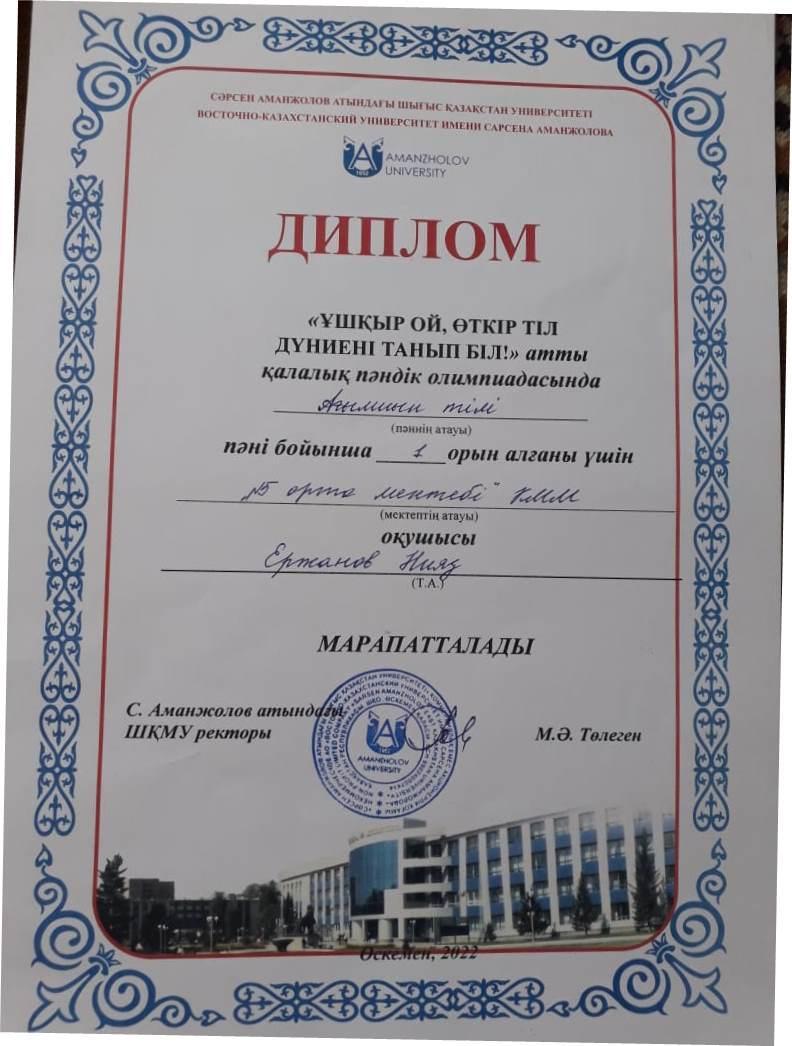 СӘРСЕН АМАНЖОЛОВ АТЫНДАҒЫ ШЫҒЫС ҚАЗАҚСТАН УНИВЕРСИТЕТІ
ВОСТОЧНО-КАЗАХСТАНСКИЙ УНИВЕРСИТЕТ ИМЕНИ САРСЕНА АМАНЖОЛОВА
AMANZHOLOV
UNIVERSITY
1952
ДИПЛОМ
«ҰШҚЫР ОЙ, ӨТКІР ТІЛ
ДҮНИЕНІ ТАНЫП БІЛ!» атты
қалалық пәндік олимпиадасында
Ағылшын тілі
(пәннің атауы)
пәні бойынша 1 орын алғаны үшін
„№5 орта мектебі" КММ
(мектептің атауы)
оқушысы
Ержанов Нияз
(Т.А.)
МАРАПАТТАЛАДЫ
С. Аманжолов атындағы
ШҚМУ ректоры
М.Ә. Төлеген
AMANZHOLOV
UNIVERSITY
Өскемен, 2022